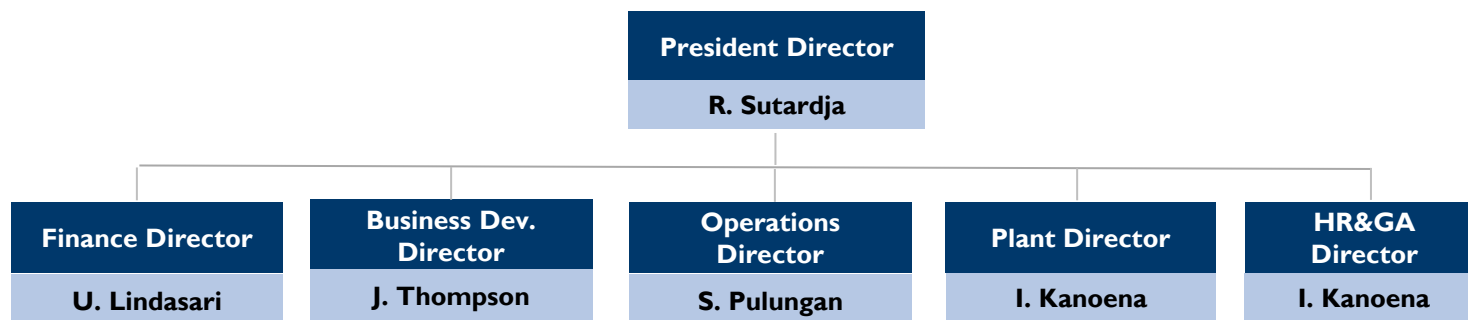 President Director
R. Sutardja
Finance Director
U. Lindasari
Business Dev.
Director
J. Thompson
Operations
Director
S. Pulungan
Plant Director
I. Kanoena
HR&GA
Director
I. Kanoena